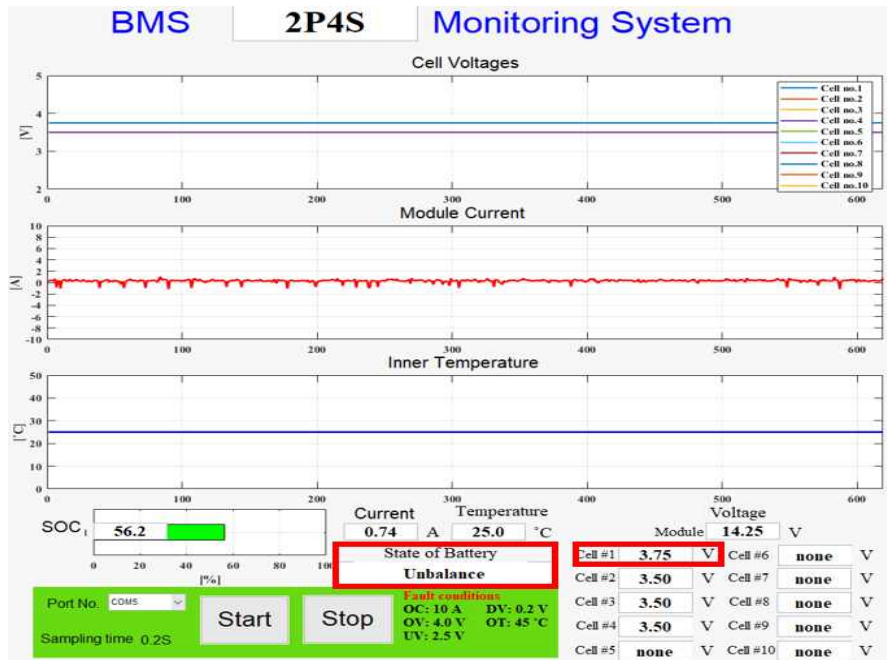 BMS 2P4S Monitoring System
Cell Voltages
5
4
3
2
[V]
0 100 200 300 400 500 600
Cell no.1
Cell no.2
Cell no.3
Cell no.4
Cell no.5
Cell no.6
Cell no.7
Cell no.8
Cell no.9
Cell no.10
Module Current
10
8
6
4
2
0
-2
-4
-6
-8
-10
[A]
0 100 200 300 400 500 600
Inner Temperature
50
40
30
20
10
0
[°C]
0 100 200 300 400 500 600
SOC 1 56.2
0 20 40 60 80 100
[%]
Current Temperature
0.74 A 25.0 °C
State of Battery
Unbalance
Voltage
Module 14.25 V
Cell #1 3.75 V Cell #6 none V
Cell #2 3.50 V Cell #7 none V
Cell #3 3.50 V Cell #8 none V
Cell #4 3.50 V Cell #9 none V
Cell #5 none V Cell #10 none V
Port No. COM5
Sampling time 0.2S
Start
Stop
Fault conditions
OC: 10 A DV: 0.2 V
OV: 4.0 V OT: 45 °C
UV: 2.5 V